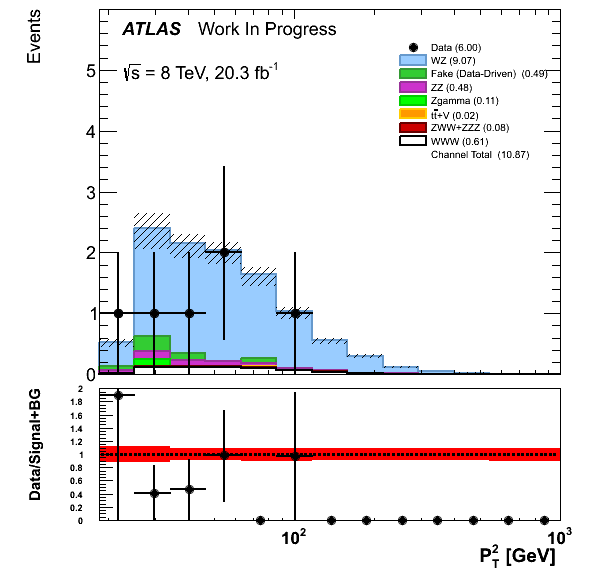 ATLAS Work In Progress
√s = 8 TeV, 20.3 fb⁻¹
Events
Data (6.00)
WZ (9.07)
Fake (Data-Driven) (0.49)
ZZ (0.48)
Zgamma (0.11)
tt̄+V (0.02)
ZWW+ZZZ (0.08)
WWW (0.61)
Channel Total (10.87)
5
4
3
2
1
0
Data/Signal+BG
2
1.8
1.6
1.4
1.2
1
0.8
0.6
0.4
0.2
0
10²
10³
P_T² [GeV]